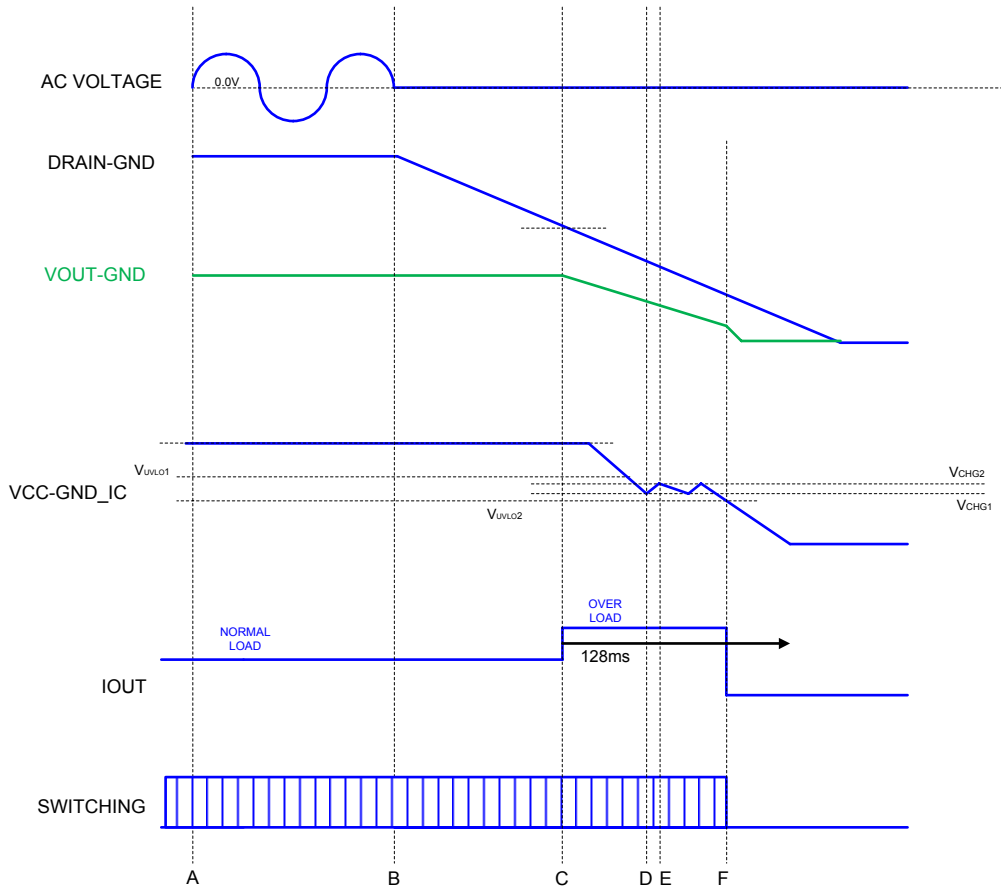 AC VOLTAGE
0.0V
DRAIN-GND
VOUT-GND
VUVLO1
VCHG2
VCC-GND_IC
VCHG1
VUVLO2
OVER
LOAD
NORMAL
LOAD
128ms
IOUT
SWITCHING
A B C D E F